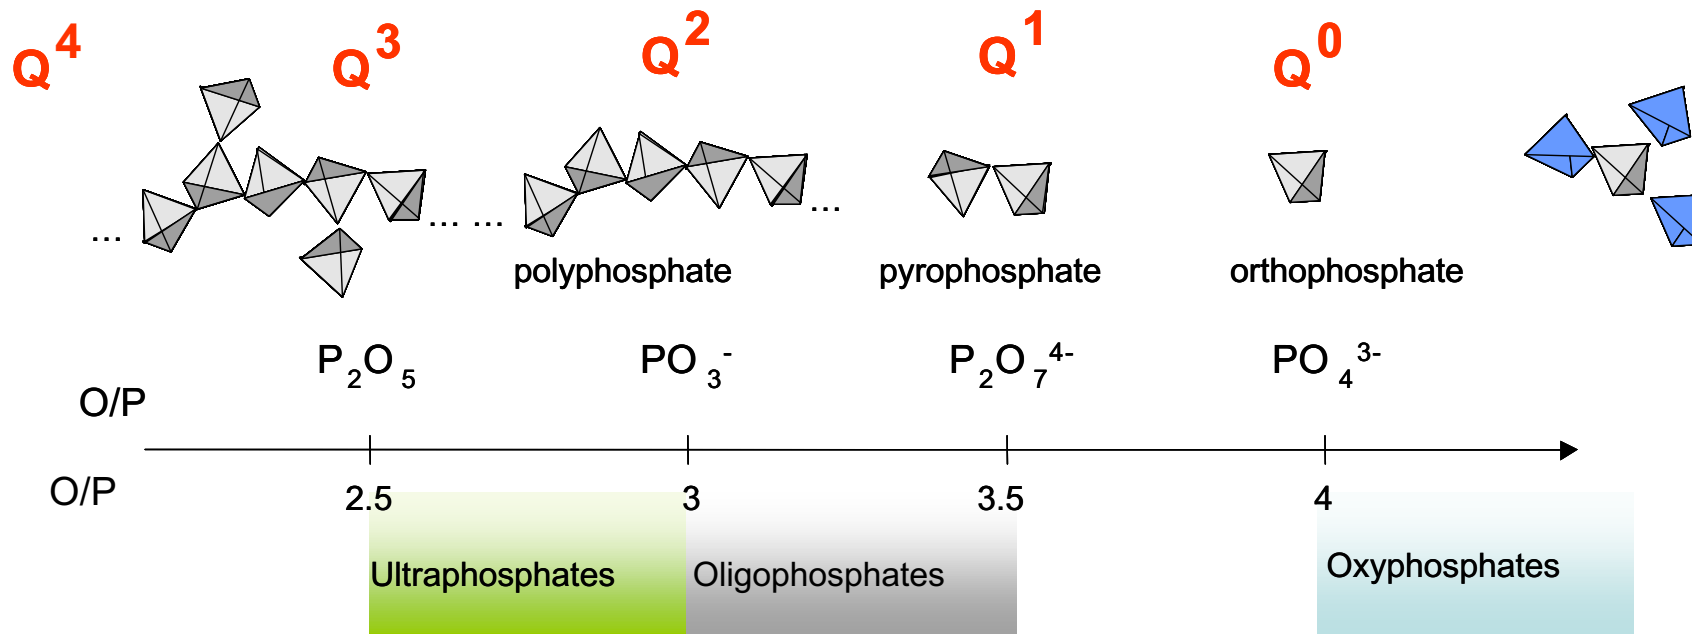 Q⁴ Q³ Q² Q¹ Q⁰
... ... ... ...
polyphosphate pyrophosphate orthophosphate
P₂O₅ PO₃⁻ P₂O₇⁴⁻ PO₄³⁻
O/P
O/P 2.5 3 3.5 4
Ultraphosphates Oligophosphates Oxyphosphates